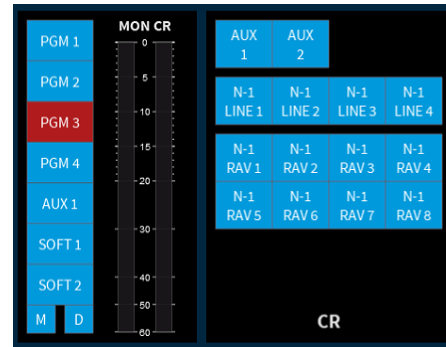 MON CR
PGM 1
PGM 2
PGM 3
PGM 4
AUX 1
SOFT 1
SOFT 2
M D
0
5
10
15
20
30
40
50
60
AUX AUX
1 2
N-1 N-1 N-1 N-1
LINE 1 LINE 2 LINE 3 LINE 4
N-1 N-1 N-1 N-1
RAV 1 RAV 2 RAV 3 RAV 4
N-1 N-1 N-1 N-1
RAV 5 RAV 6 RAV 7 RAV 8
CR